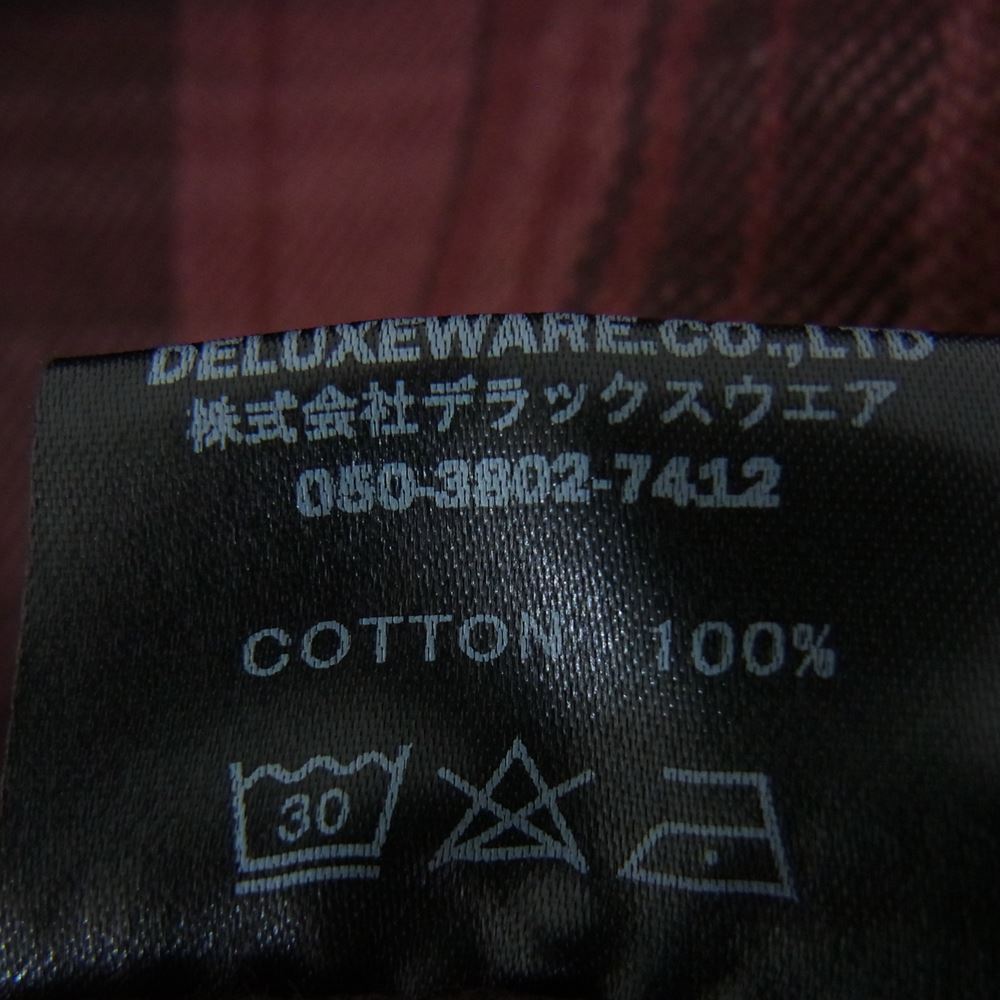 DELUXEWARE.CO.,LTD
株式会社デラックスウエア
050-3802-7412
COTTON 100%
30